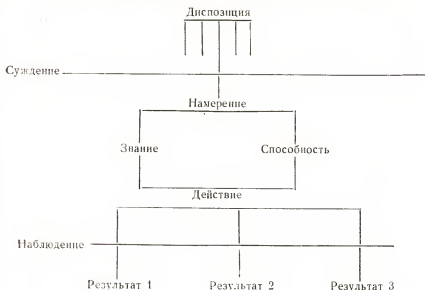 Диспозиция
Суждение
Намерение
Знание Способность
Действие
Наблюдение
Результат 1 Результат 2 Результат 3